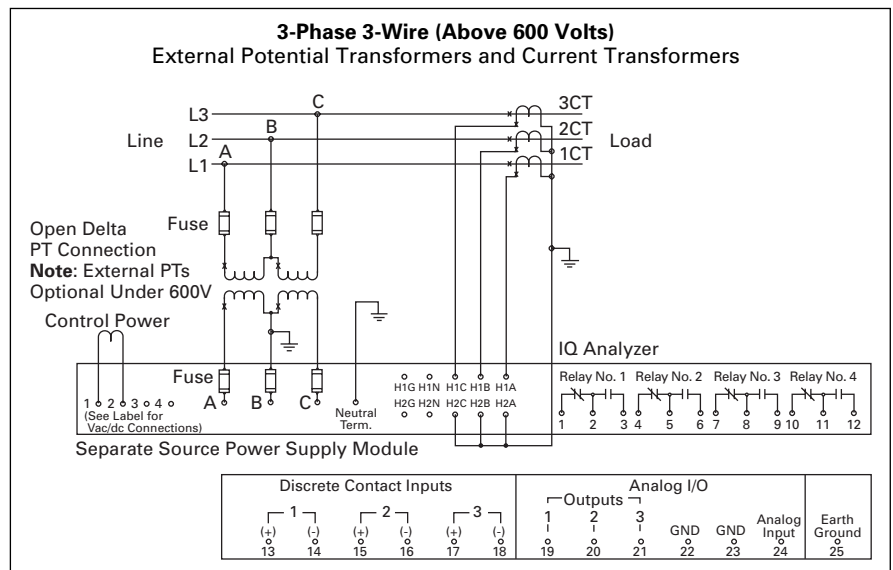 3-Phase 3-Wire (Above 600 Volts)
External Potential Transformers and Current Transformers
C
L3
3CT
B
Line
L2
2CT
Load
A
L1
1CT
Fuse
Open Delta
PT Connection
Note: External PTs
Optional Under 600V
Control Power
IQ Analyzer
Fuse
H1G H1N H1C H1B H1A
Relay No. 1 Relay No. 2 Relay No. 3 Relay No. 4
1 2 3 4
A B C
Neutral
Term.
H2G H2N H2C H2B H2A
(See Label for
Vac/dc Connections)
1 2 3 4 5 6 7 8 9 10 11 12
Separate Source Power Supply Module
Discrete Contact Inputs
Analog I/O
Outputs
1 2 3
1 2 3
GND GND
Analog
Input
Earth
Ground
(+) (-) (+) (-) (+) (-)
13 14 15 16 17 18 19 20 21 22 23 24 25